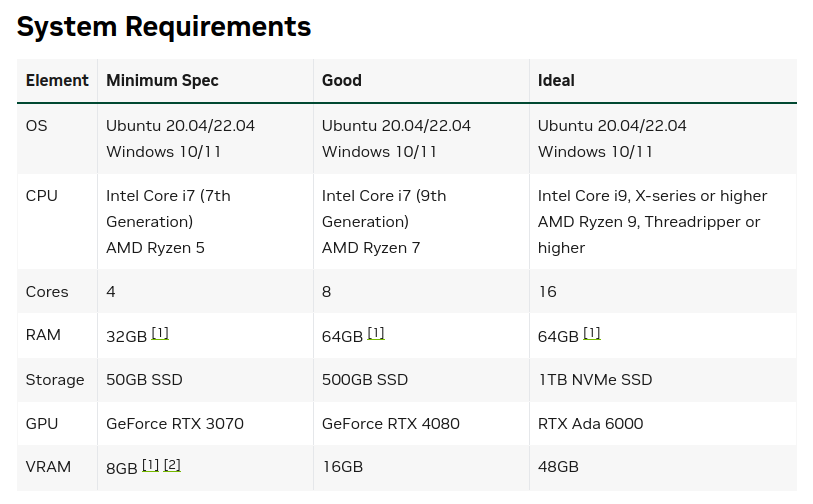 System Requirements
Element Minimum Spec Good Ideal
OS Ubuntu 20.04/22.04 Ubuntu 20.04/22.04 Ubuntu 20.04/22.04
Windows 10/11 Windows 10/11 Windows 10/11
CPU Intel Core i7 (7th Intel Core i7 (9th Intel Core i9, X-series or higher
Generation) Generation) AMD Ryzen 9, Threadripper or
AMD Ryzen 5 AMD Ryzen 7 higher
Cores 4 8 16
RAM 32GB [1] 64GB [1] 64GB [1]
Storage 50GB SSD 500GB SSD 1TB NVMe SSD
GPU GeForce RTX 3070 GeForce RTX 4080 RTX Ada 6000
VRAM 8GB [1] [2] 16GB 48GB